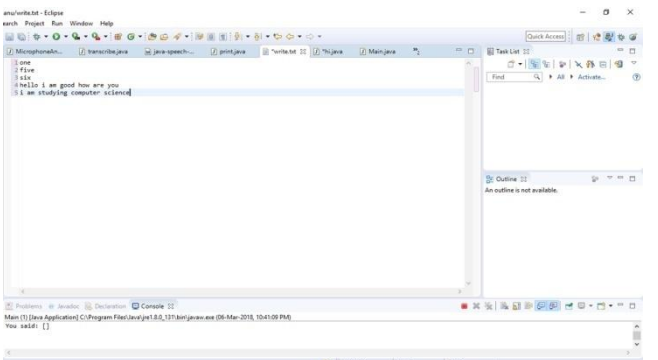 anu/write.txt - Eclipse
earch Project Run Window Help
Quick Access
MicrophoneAn... transcribe.java java-speech-... print.java *write.txt *hi.java Main.java
Task List
1 one
2 five
3 six
4 hello i am good how are you
5 i am studying computer science
Find All Activate...
Outline
An outline is not available.
Problems Javadoc Declaration Console
Main (1) [Java Application] C:\Program Files\Java\jre1.8.0_131\bin\javaw.exe (06-Mar-2018, 10:41:09 PM)
You said: []